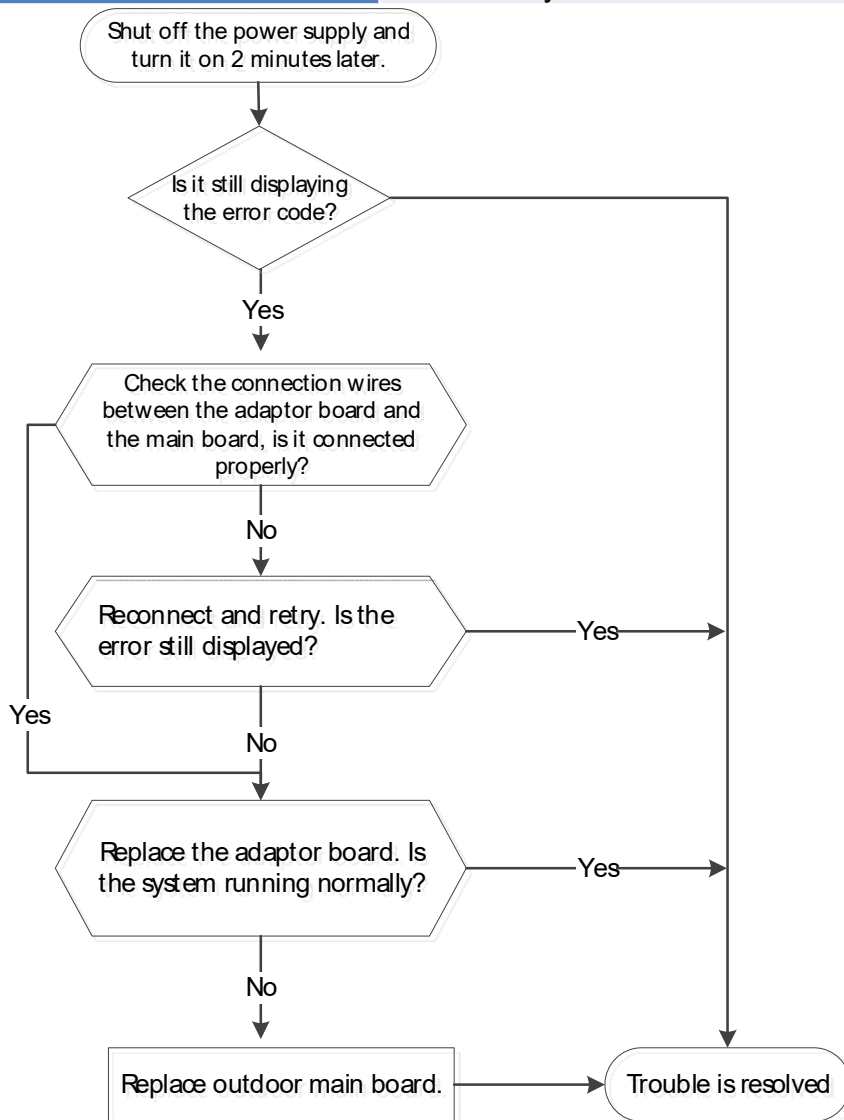 Shut off the power supply and
turn it on 2 minutes later.
Is it still displaying
the error code?
Yes
Check the connection wires
between the adaptor board and
the main board, is it connected
properly?
No
Reconnect and retry. Is the
error still displayed?
Yes
Yes
No
Replace the adaptor board. Is
the system running normally?
Yes
No
Replace outdoor main board.
Trouble is resolved